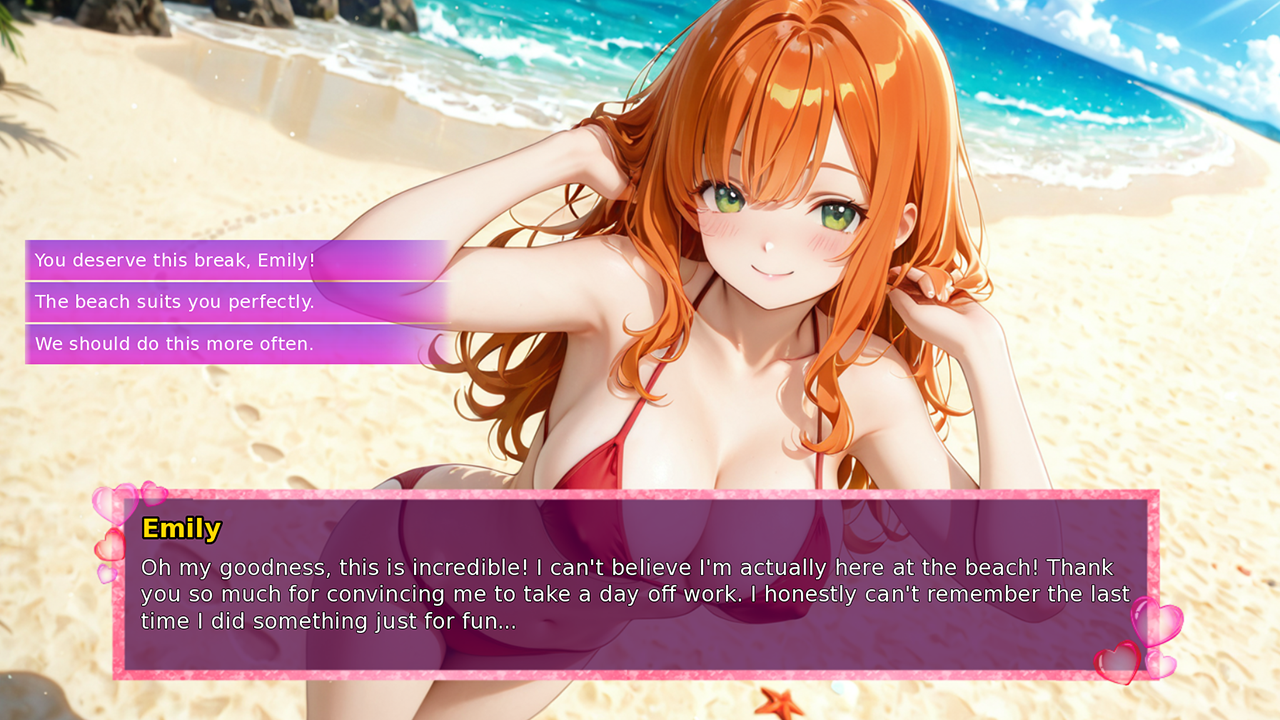 You deserve this break, Emily!
The beach suits you perfectly.
We should do this more often.
Emily
Oh my goodness, this is incredible! I can't believe I'm actually here at the beach! Thank
you so much for convincing me to take a day off work. I honestly can't remember the last
time I did something just for fun...